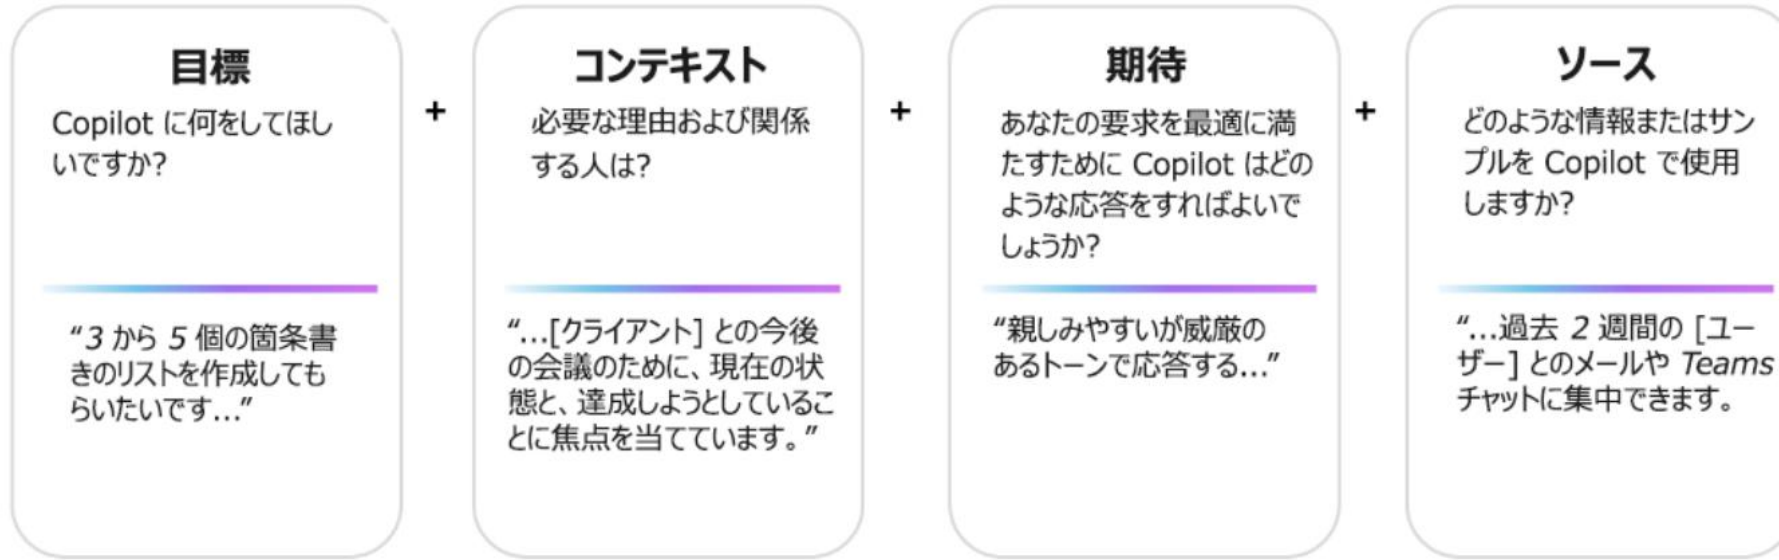 目標
Copilot に何をしてほし
いですか?
“3 から 5 個の箇条書
きのリストを作成しても
らいたいです...”
+
コンテキスト
必要な理由および関係
する人は?
“...[クライアント] との今後
の会議のために、現在の状
態と、達成しようとしているこ
とに焦点を当てています。”
+
期待
あなたの要求を最適に満
たすために Copilot はどの
ような応答をすればよいで
しょうか?
“親しみやすいが威厳の
あるトーンで応答する...”
+
ソース
どのような情報またはサン
プルを Copilot で使用
しますか?
“...過去 2 週間の [ユー
ザー] とのメールや Teams
チャットに集中できます。